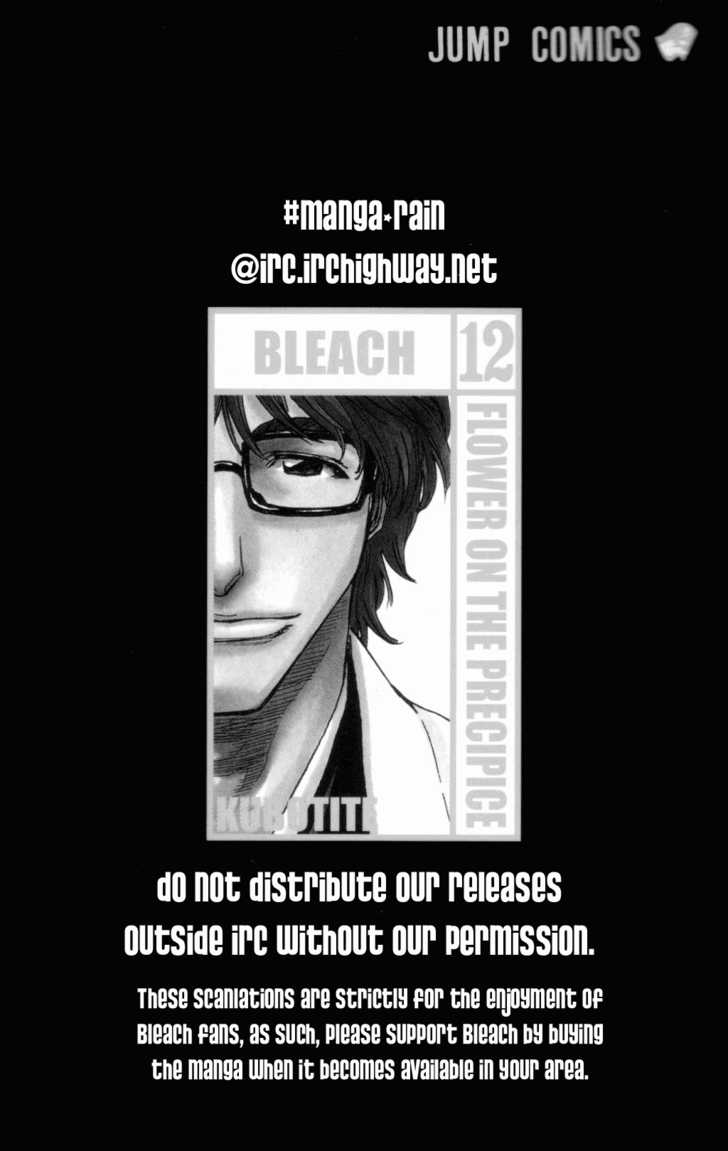 JUMP COMICS
#manga★rain
@irc.irchighway.net
BLEACH
12
FLOWER ON THE PRECIPICE
KUBOTITE
do not distribute our releases
outside irc without our permission.
These scanlations are strictly for the enjoyment of
Bleach fans, as such, please support Bleach by buying
the manga when it becomes available in your area.